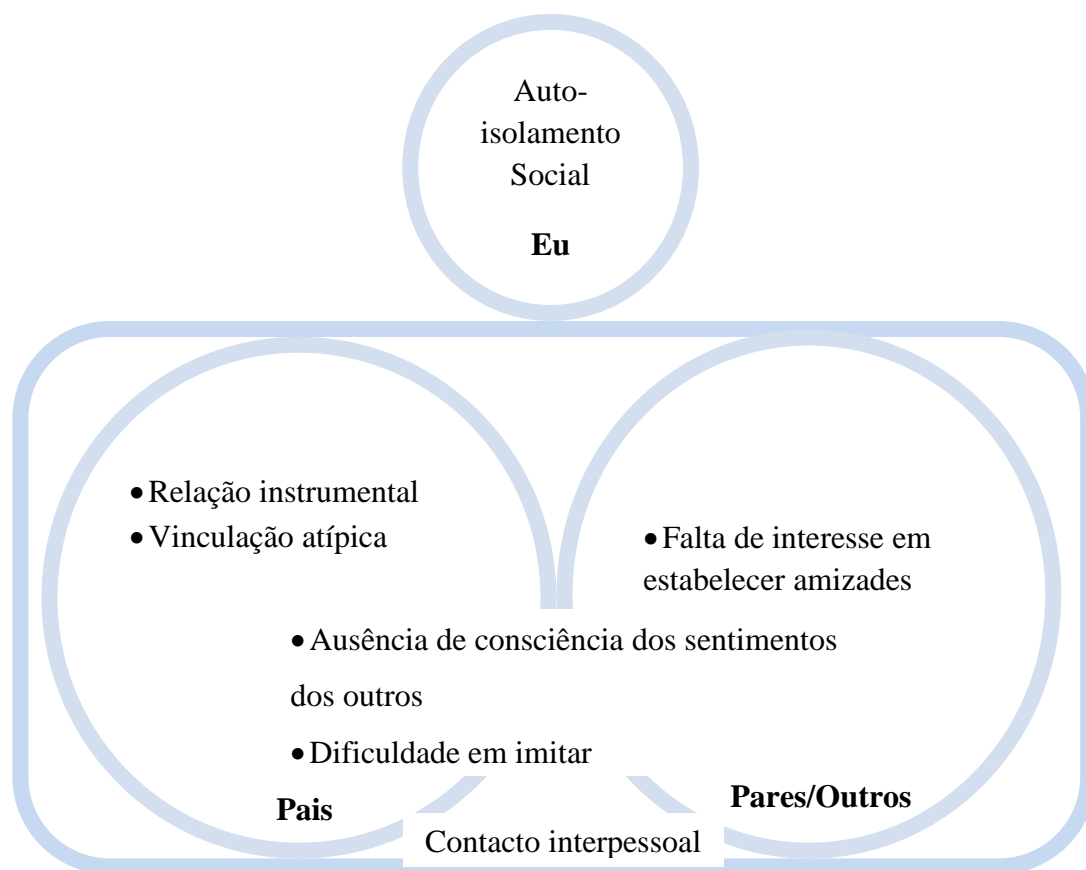 Auto-
isolamento
Social
Eu
• Relação instrumental
• Vinculação atípica
• Falta de interesse em
estabelecer amizades
• Ausência de consciência dos sentimentos
dos outros
• Dificuldade em imitar
Pais
Pares/Outros
Contacto interpessoal